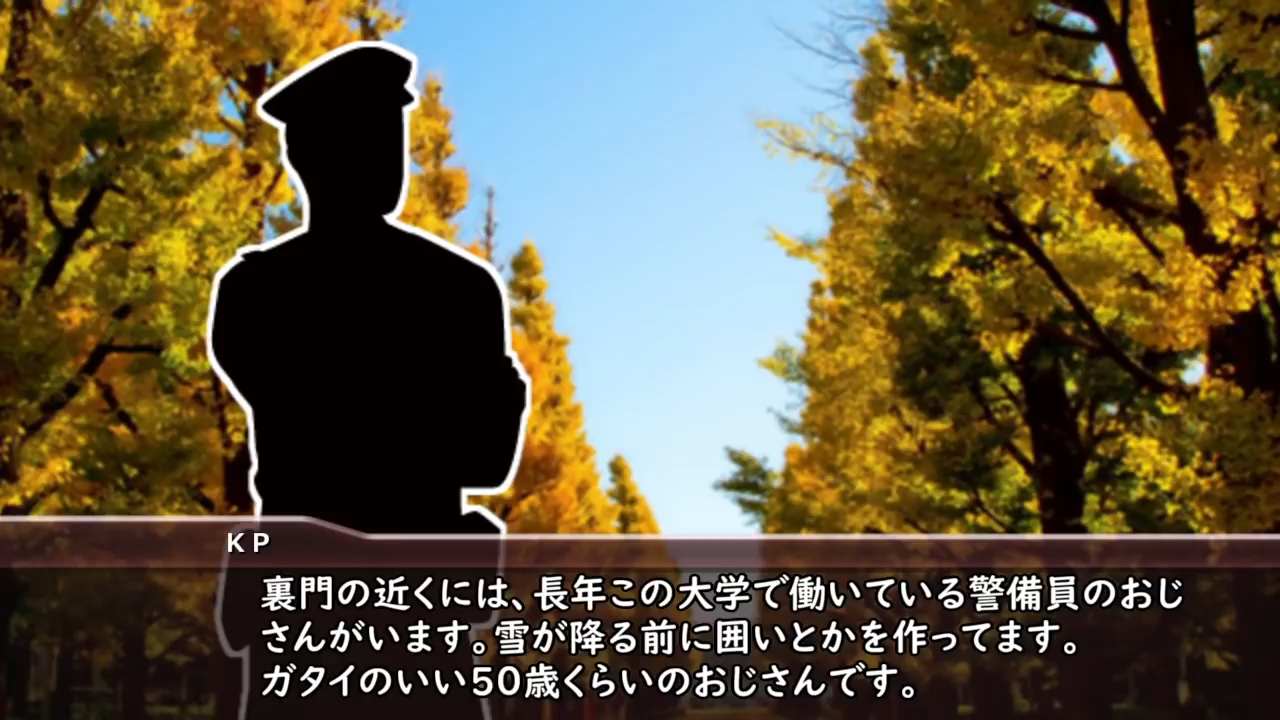 KP
裏門の近くには、長年この大学で働いている警備員のおじ
さんがいます。雪が降る前に囲いとかを作ってます。
ガタイのいい50歳くらいのおじさんです。